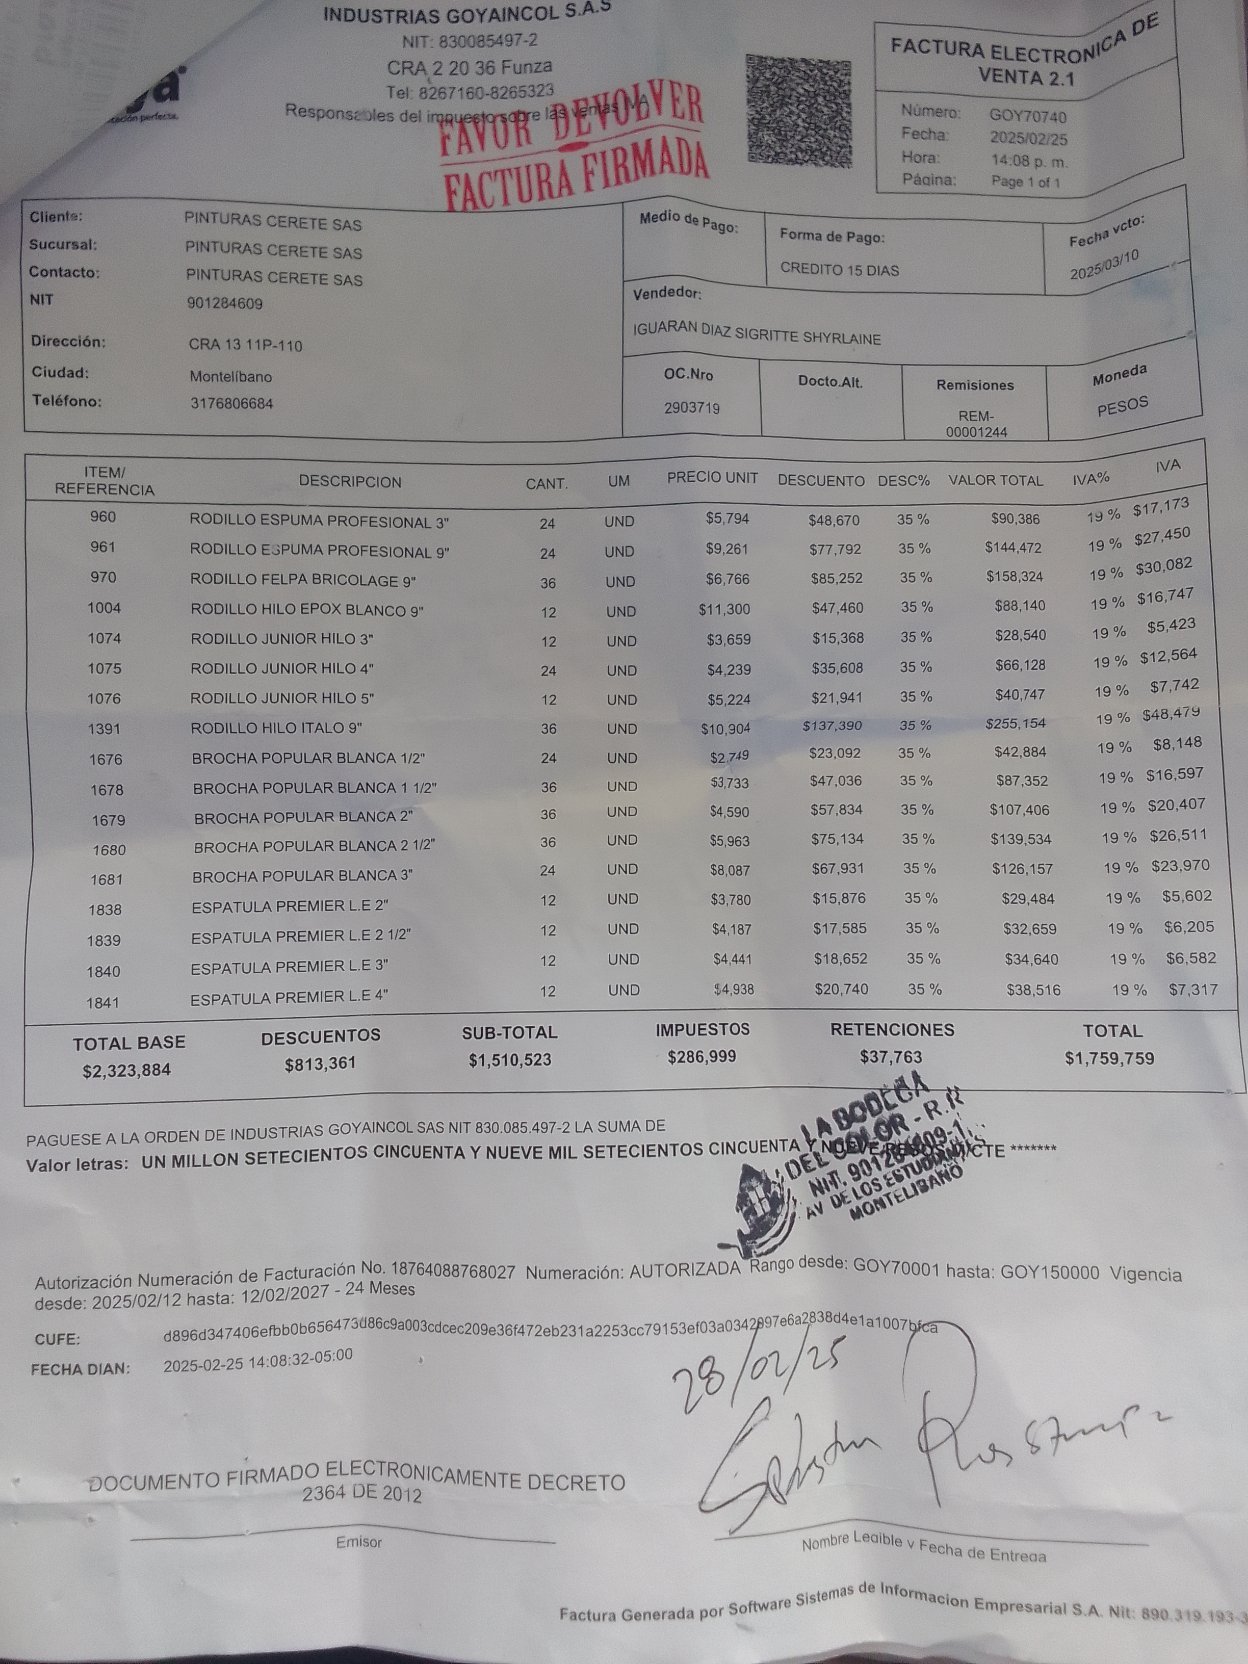 INDUSTRIAS GOYAINCOL S.A.S
NIT: 830085497-2
CRA 2 20 36 Funza
Tel: 8267160-8265323
Responsables del impuesto sobre las ventas IVA
FAVOR DEVOLVER
FACTURA FIRMADA
FACTURA ELECTRONICA DE
VENTA 2.1
Número: GOY70740
Fecha: 2025/02/25
Hora: 14:08 p. m.
Página: Page 1 of 1
Cliente: PINTURAS CERETE SAS
Sucursal: PINTURAS CERETE SAS
Contacto: PINTURAS CERETE SAS
NIT 901284609
Dirección: CRA 13 11P-110
Ciudad: Montelíbano
Teléfono: 3176806684
Medio de Pago: Forma de Pago: Fecha vcto:
CREDITO 15 DIAS 2025/03/10
Vendedor:
IGUARAN DIAZ SIGRITTE SHYRLAINE
OC.Nro Docto.Alt. Remisiones Moneda
2903719 REM-00001244 PESOS
ITEM/REFERENCIA DESCRIPCION CANT. UM PRECIO UNIT DESCUENTO DESC% VALOR TOTAL IVA% IVA
960 RODILLO ESPUMA PROFESIONAL 3" 24 UND $5,794 $48,670 35 % $90,386 19 % $17,173
961 RODILLO ESPUMA PROFESIONAL 9" 24 UND $9,261 $77,792 35 % $144,472 19 % $27,450
970 RODILLO FELPA BRICOLAGE 9" 36 UND $6,766 $85,252 35 % $158,324 19 % $30,082
1004 RODILLO HILO EPOX BLANCO 9" 12 UND $11,300 $47,460 35 % $88,140 19 % $16,747
1074 RODILLO JUNIOR HILO 3" 12 UND $3,659 $15,368 35 % $28,540 19 % $5,423
1075 RODILLO JUNIOR HILO 4" 24 UND $4,239 $35,608 35 % $66,128 19 % $12,564
1076 RODILLO JUNIOR HILO 5" 12 UND $5,224 $21,941 35 % $40,747 19 % $7,742
1391 RODILLO HILO ITALO 9" 36 UND $10,904 $137,390 35 % $255,154 19 % $48,479
1676 BROCHA POPULAR BLANCA 1/2" 24 UND $2,749 $23,092 35 % $42,884 19 % $8,148
1678 BROCHA POPULAR BLANCA 1 1/2" 36 UND $3,733 $47,036 35 % $87,352 19 % $16,597
1679 BROCHA POPULAR BLANCA 2" 36 UND $4,590 $57,834 35 % $107,406 19 % $20,407
1680 BROCHA POPULAR BLANCA 2 1/2" 36 UND $5,963 $75,134 35 % $139,534 19 % $26,511
1681 BROCHA POPULAR BLANCA 3" 24 UND $8,087 $67,931 35 % $126,157 19 % $23,970
1838 ESPATULA PREMIER L.E 2" 12 UND $3,780 $15,876 35 % $29,484 19 % $5,602
1839 ESPATULA PREMIER L.E 2 1/2" 12 UND $4,187 $17,585 35 % $32,659 19 % $6,205
1840 ESPATULA PREMIER L.E 3" 12 UND $4,441 $18,652 35 % $34,640 19 % $6,582
1841 ESPATULA PREMIER L.E 4" 12 UND $4,938 $20,740 35 % $38,516 19 % $7,317
TOTAL BASE DESCUENTOS SUB-TOTAL IMPUESTOS RETENCIONES TOTAL
$2,323,884 $813,361 $1,510,523 $286,999 $37,763 $1,759,759
PAGUESE A LA ORDEN DE INDUSTRIAS GOYAINCOL SAS NIT 830.085.497-2 LA SUMA DE
Valor letras: UN MILLON SETECIENTOS CINCUENTA Y NUEVE MIL SETECIENTOS CINCUENTA Y NUEVE PESOS M/CTE *******
LA BODEGA
DEL COLOR - R.R
NIT. 901284609-1
AV DE LOS ESTUDIANTES
MONTELIBANO
Autorización Numeración de Facturación No. 18764088768027 Numeración: AUTORIZADA Rango desde: GOY70001 hasta: GOY150000 Vigencia
desde: 2025/02/12 hasta: 12/02/2027 - 24 Meses
CUFE: d896d347406efbb0b656473d86c9a003cdcec209e36f472eb231a2253cc79153ef03a0342897e6a2838d4e1a1007bfca
FECHA DIAN: 2025-02-25 14:08:32-05:00
28/02/25
DOCUMENTO FIRMADO ELECTRONICAMENTE DECRETO
2364 DE 2012
Emisor
Nombre Legible y Fecha de Entrega
Factura Generada por Software Sistemas de Informacion Empresarial S.A. Nit: 890.319.193-3